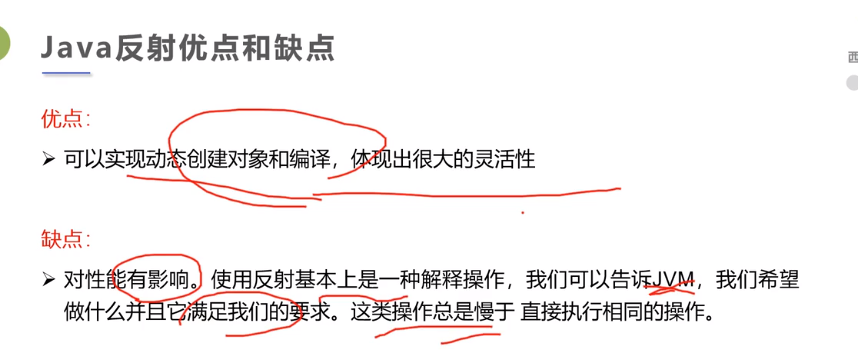 Java反射优点和缺点
西
优点：
➢ 可以实现动态创建对象和编译，体现出很大的灵活性
缺点：
➢ 对性能有影响。使用反射基本上是一种解释操作，我们可以告诉JVM，我们希望
做什么并且它满足我们的要求。这类操作总是慢于 直接执行相同的操作。